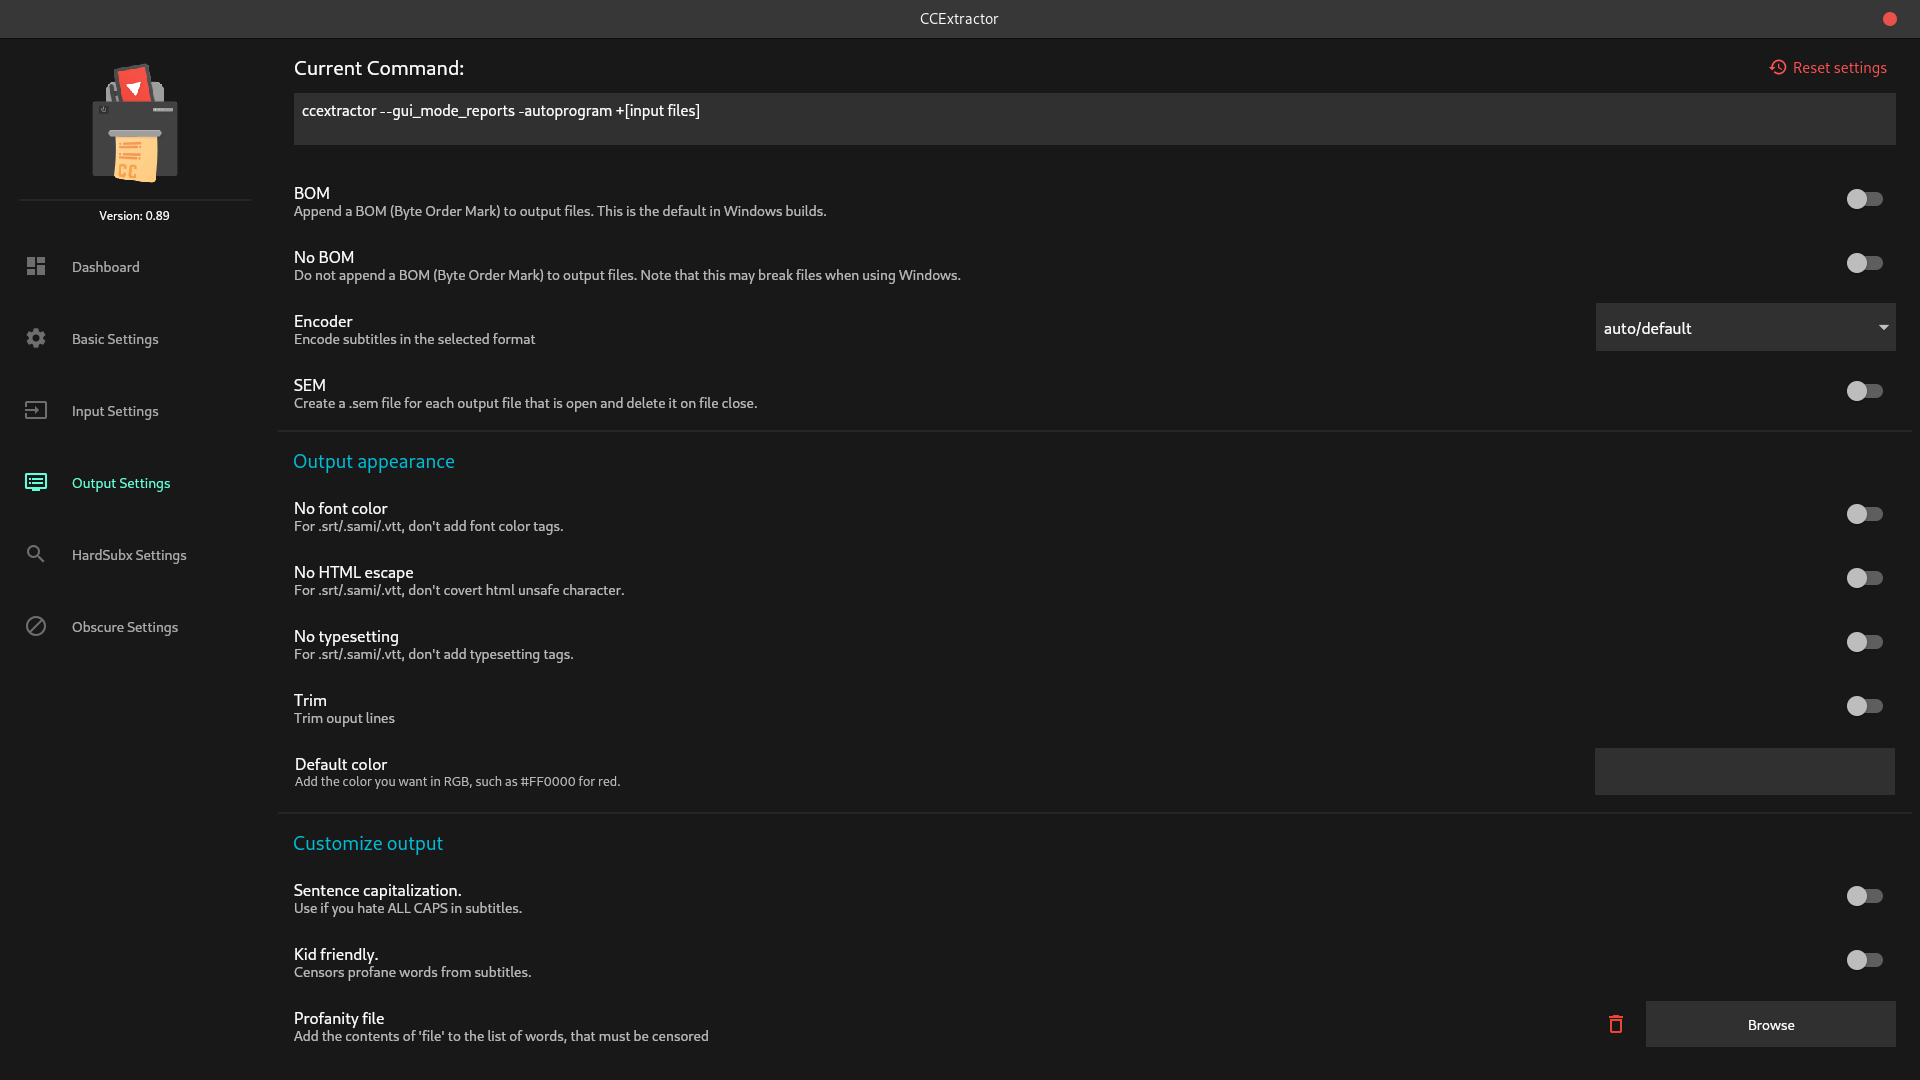 CCExtractor
Current Command:
Reset settings
ccextractor --gui_mode_reports -autoprogram +[input files]
CC
Version: 0.89
Dashboard
Basic Settings
Input Settings
Output Settings
HardSubx Settings
Obscure Settings
BOM
Append a BOM (Byte Order Mark) to output files. This is the default in Windows builds.
No BOM
Do not append a BOM (Byte Order Mark) to output files. Note that this may break files when using Windows.
Encoder
Encode subtitles in the selected format
auto/default
SEM
Create a .sem file for each output file that is open and delete it on file close.
Output appearance
No font color
For .srt/.sami/.vtt, don't add font color tags.
No HTML escape
For .srt/.sami/.vtt, don't covert html unsafe character.
No typesetting
For .srt/.sami/.vtt, don't add typesetting tags.
Trim
Trim ouput lines
Default color
Add the color you want in RGB, such as #FF0000 for red.
Customize output
Sentence capitalization.
Use if you hate ALL CAPS in subtitles.
Kid friendly.
Censors profane words from subtitles.
Profanity file
Add the contents of 'file' to the list of words, that must be censored
Browse